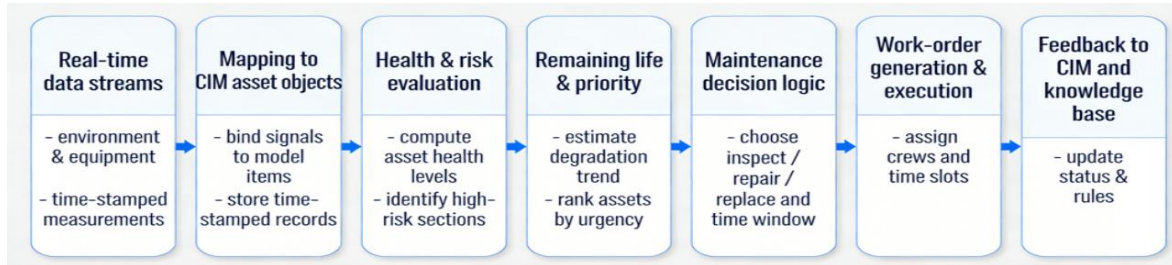 Real-time
data streams
- environment
& equipment
- time-stamped
measurements
Mapping to
CIM asset objects
- bind signals
to model
items
- store time-
stamped records
Health & risk
evaluation
- compute
asset health
levels
- identify high-
risk sections
Remaining life
& priority
- estimate
degradation
trend
- rank assets
by urgency
Maintenance
decision logic
- choose
inspect /
repair /
replace and
time window
Work-order
generation &
execution
- assign
crews and
time slots
Feedback to
CIM and
knowledge
base
- update
status &
rules